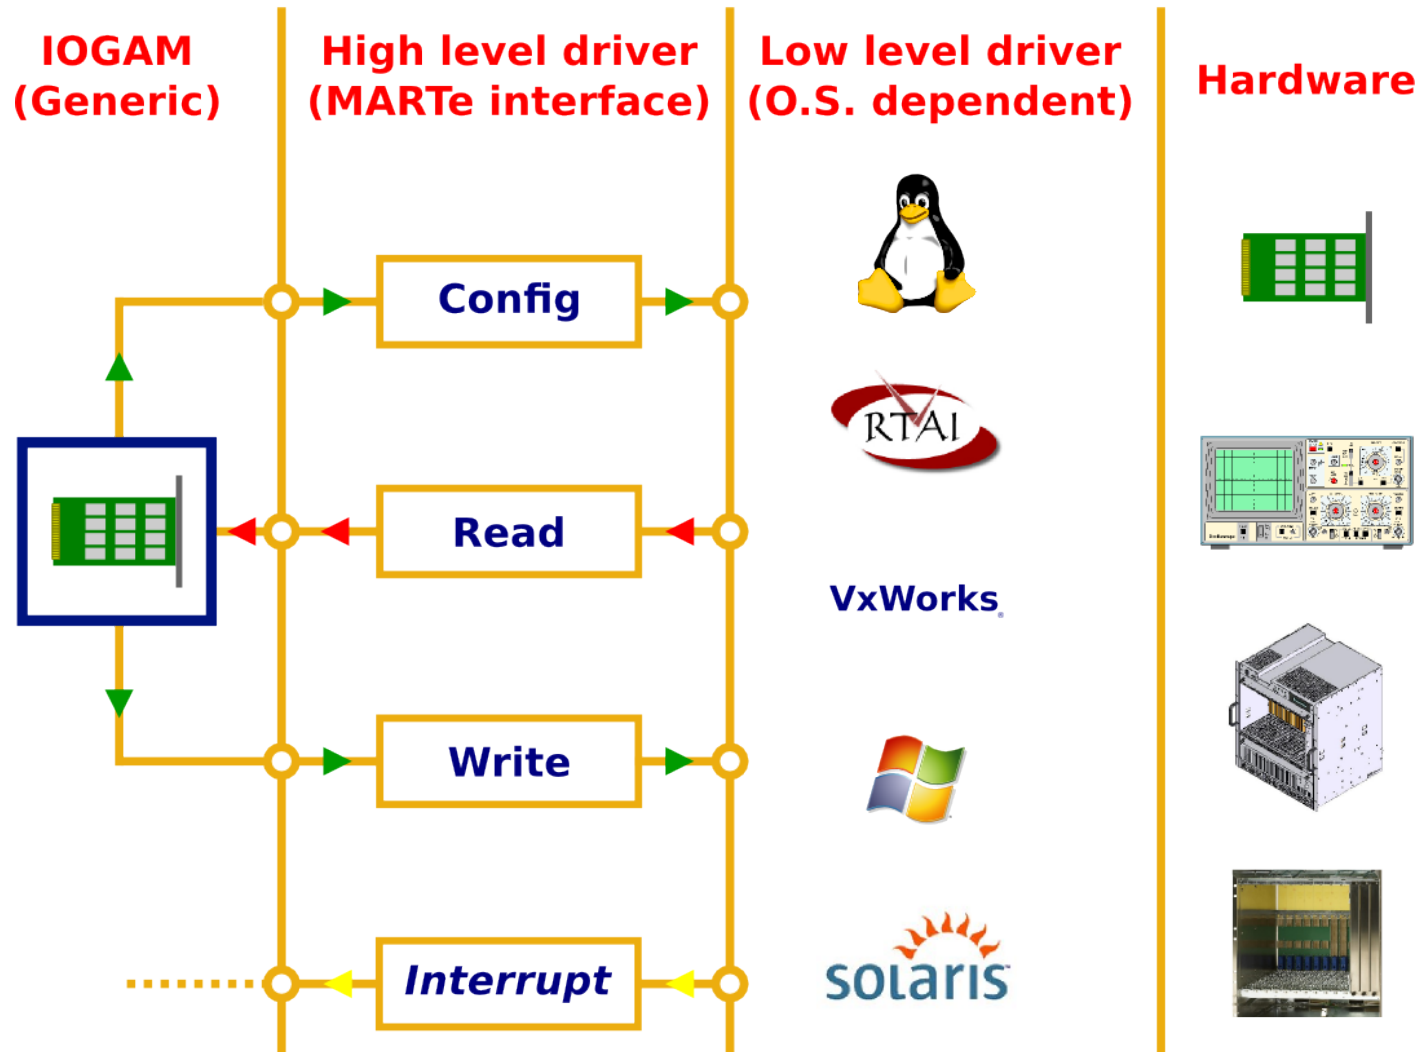 IOGAM
(Generic)
High level driver
(MARTe interface)
Low level driver
(O.S. dependent)
Hardware
Config
RTAI
Read
VxWorks
Write
Interrupt
solaris